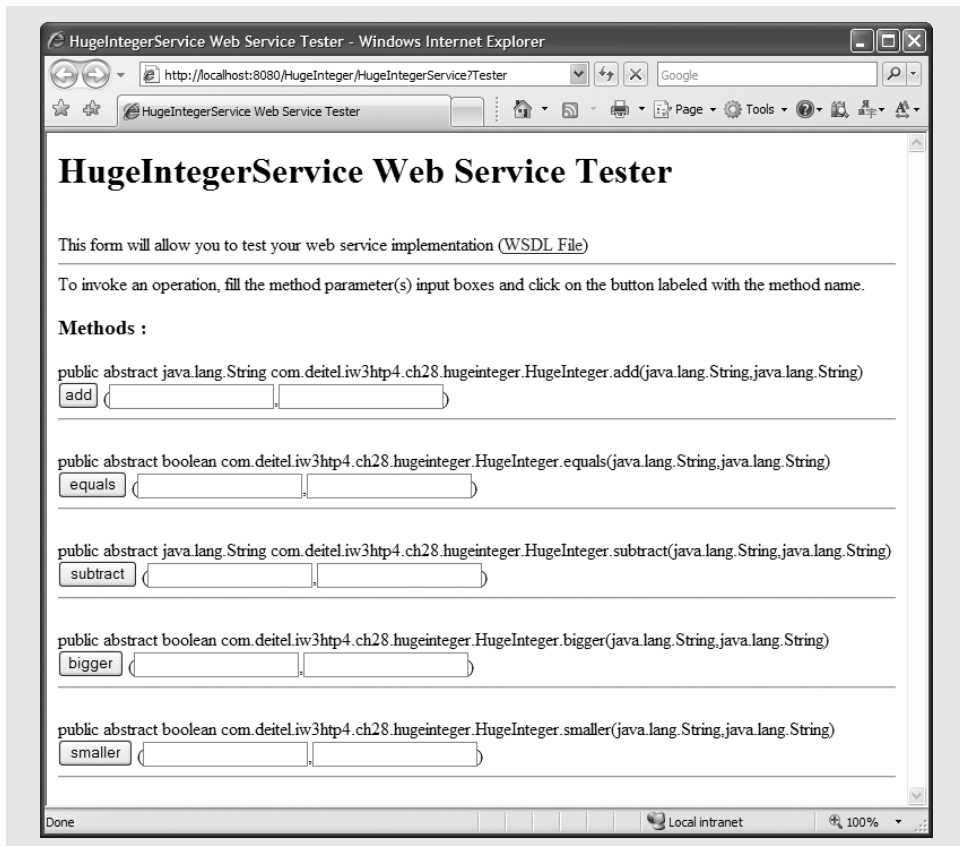 HugeIntegerService Web Service Tester - Windows Internet Explorer
http://localhost:8080/HugeInteger/HugeIntegerService?Tester
Google
HugeIntegerService Web Service Tester
Page
Tools
HugeIntegerService Web Service Tester
This form will allow you to test your web service implementation (WSDL File)
To invoke an operation, fill the method parameter(s) input boxes and click on the button labeled with the method name.
Methods :
public abstract java.lang.String com.deitel.iw3htp4.ch28.hugeinteger.HugeInteger.add(java.lang.String,java.lang.String)
add ( , )
public abstract boolean com.deitel.iw3htp4.ch28.hugeinteger.HugeInteger.equals(java.lang.String,java.lang.String)
equals ( , )
public abstract java.lang.String com.deitel.iw3htp4.ch28.hugeinteger.HugeInteger.subtract(java.lang.String,java.lang.String)
subtract ( , )
public abstract boolean com.deitel.iw3htp4.ch28.hugeinteger.HugeInteger.bigger(java.lang.String,java.lang.String)
bigger ( , )
public abstract boolean com.deitel.iw3htp4.ch28.hugeinteger.HugeInteger.smaller(java.lang.String,java.lang.String)
smaller ( , )
Done
Local intranet
100%